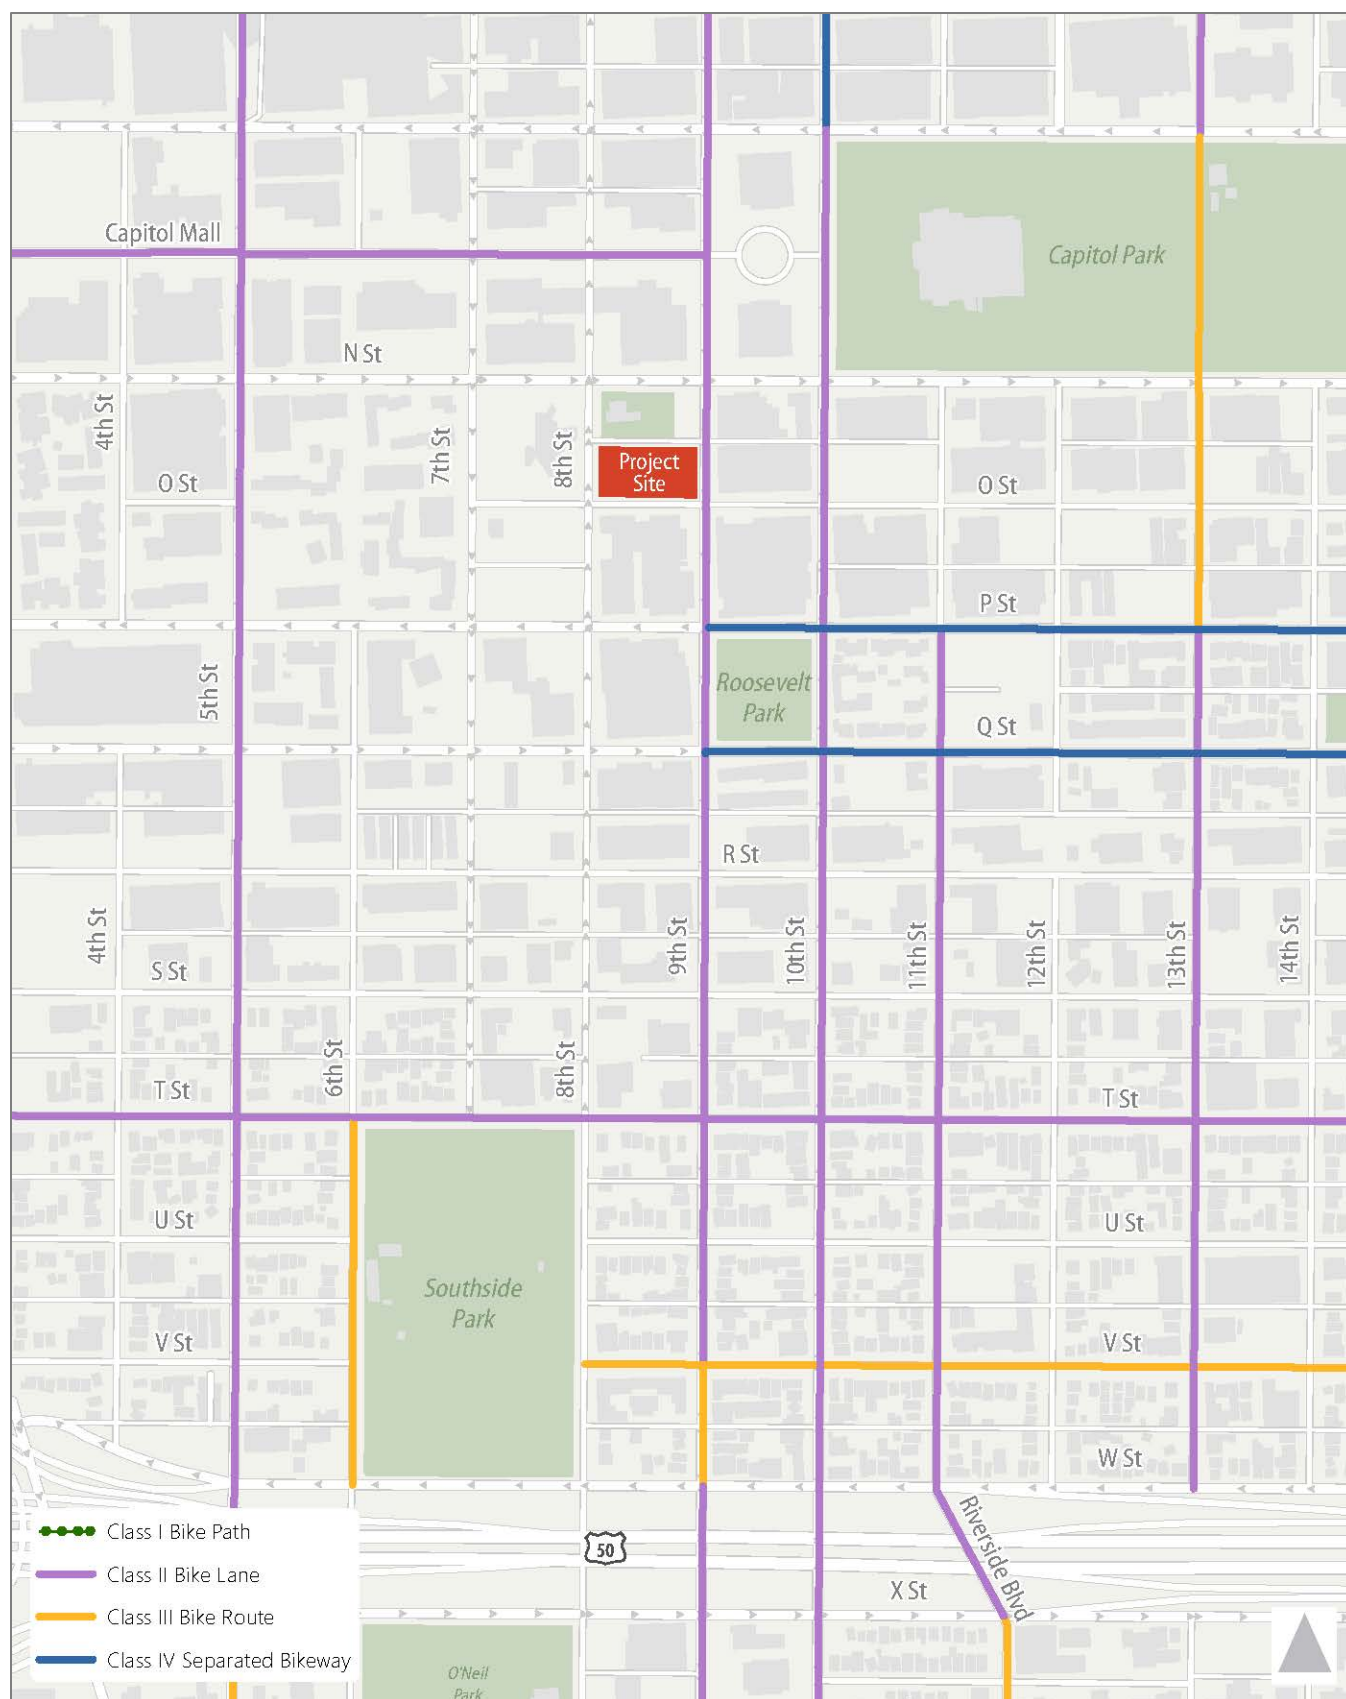 Capitol Mall
Capitol Park
N St
4th St
7th St
8th St
Project
Site
O St
O St
P St
5th St
Roosevelt
Park
Q St
R St
4th St
9th St
10th St
11th St
12th St
13th St
14th St
S St
6th St
8th St
T St
T St
U St
U St
Southside
Park
V St
V St
W St
Riverside Blvd
50
X St
Class I Bike Path
Class II Bike Lane
Class III Bike Route
Class IV Separated Bikeway
O'Neil
Park